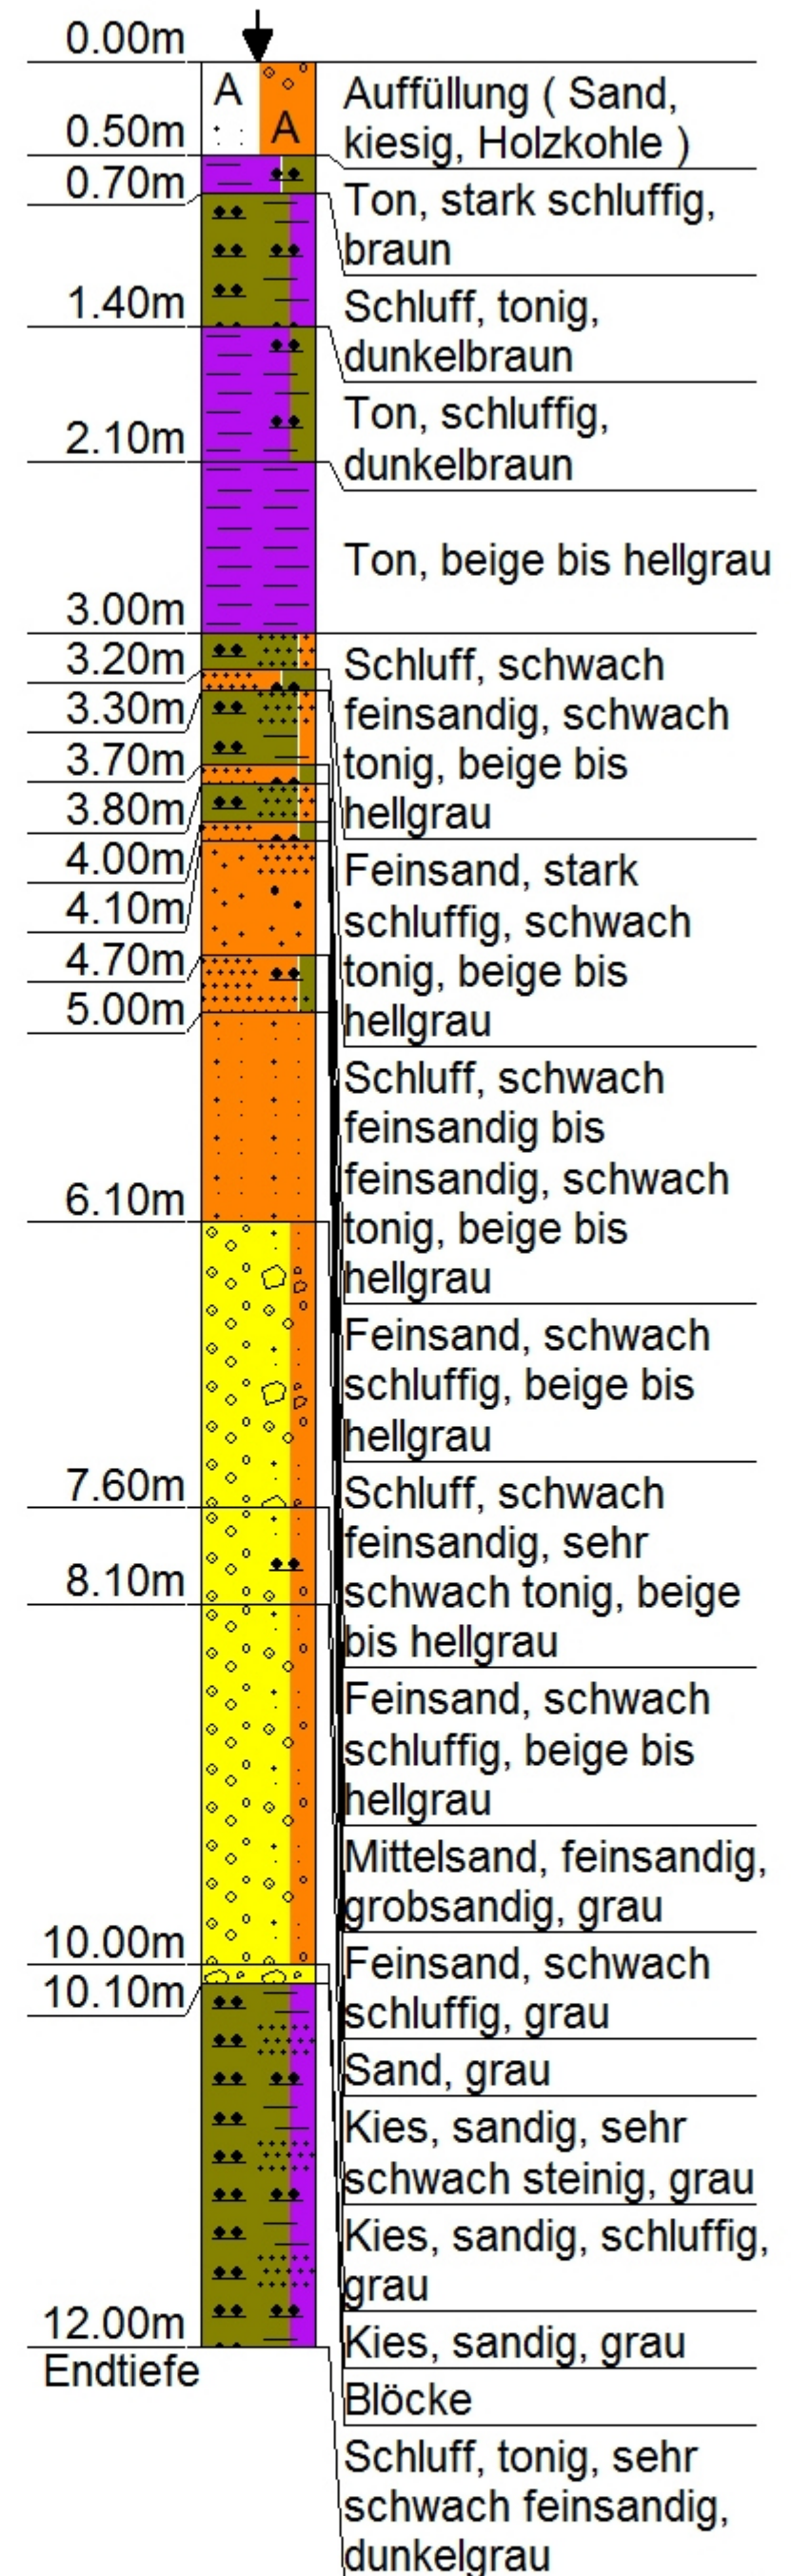 0.00m
A
A
0.50m
0.70m
1.40m
2.10m
3.00m
3.20m
3.30m
3.70m
3.80m
4.00m
4.10m
4.70m
5.00m
6.10m
7.60m
8.10m
10.00m
10.10m
12.00m
Endtiefe
Auffüllung ( Sand,
kiesig, Holzkohle )
Ton, stark schluffig,
braun
Schluff, tonig,
dunkelbraun
Ton, schluffig,
dunkelbraun
Ton, beige bis hellgrau
Schluff, schwach
feinsandig, schwach
tonig, beige bis
hellgrau
Feinsand, stark
schluffig, schwach
tonig, beige bis
hellgrau
Schluff, schwach
feinsandig bis
feinsandig, schwach
tonig, beige bis
hellgrau
Feinsand, schwach
schluffig, beige bis
hellgrau
Schluff, schwach
feinsandig, sehr
schwach tonig, beige
bis hellgrau
Feinsand, schwach
schluffig, beige bis
hellgrau
Mittelsand, feinsandig,
grobsandig, grau
Feinsand, schwach
schluffig, grau
Sand, grau
Kies, sandig, sehr
schwach steinig, grau
Kies, sandig, schluffig,
grau
Kies, sandig, grau
Blöcke
Schluff, tonig, sehr
schwach feinsandig,
dunkelgrau